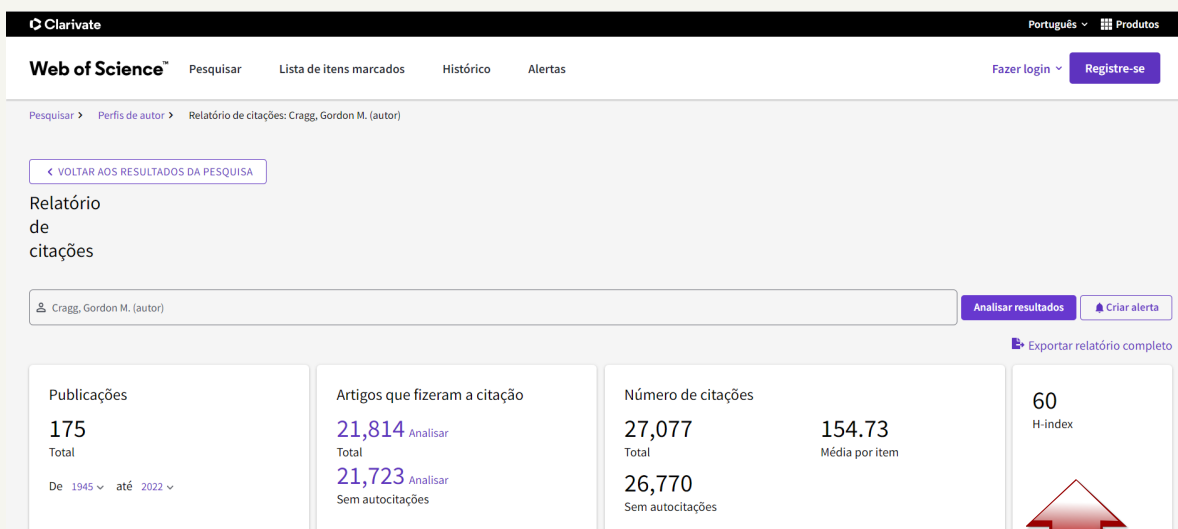 Clarivate
Português Produtos
Web of Science™ Pesquisar Lista de itens marcados Histórico Alertas Fazer login Registre-se
Pesquisar > Perfis de autor > Relatório de citações: Cragg, Gordon M. (autor)
< VOLTAR AOS RESULTADOS DA PESQUISA
Relatório
de
citações
Cragg, Gordon M. (autor)
Analisar resultados
Criar alerta
Exportar relatório completo
Publicações
175
Total
De 1945 até 2022
Artigos que fizeram a citação
21,814 Analisar
Total
21,723 Analisar
Sem autocitações
Número de citações
27,077
Total
154.73
Média por item
26,770
Sem autocitações
60
H-index